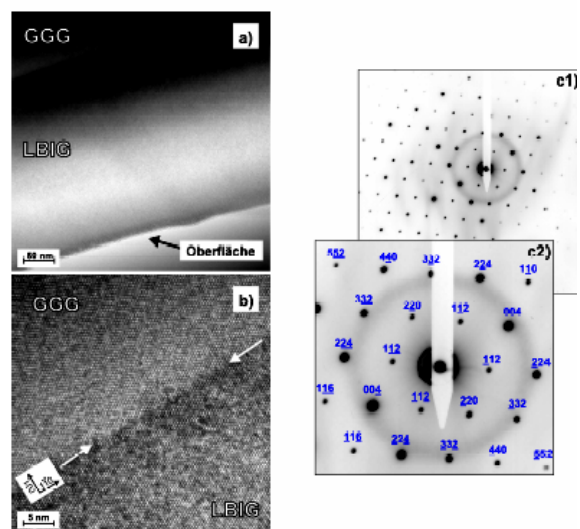 GGG
a)
LBIG
Oberfläche
50 nm
GGG
b)
LBIG
5 nm
c1)
c2)
552
440
332
224
110
332
220
112
004
224
112
112
224
116
004
112
220
332
116
224
332
440
552